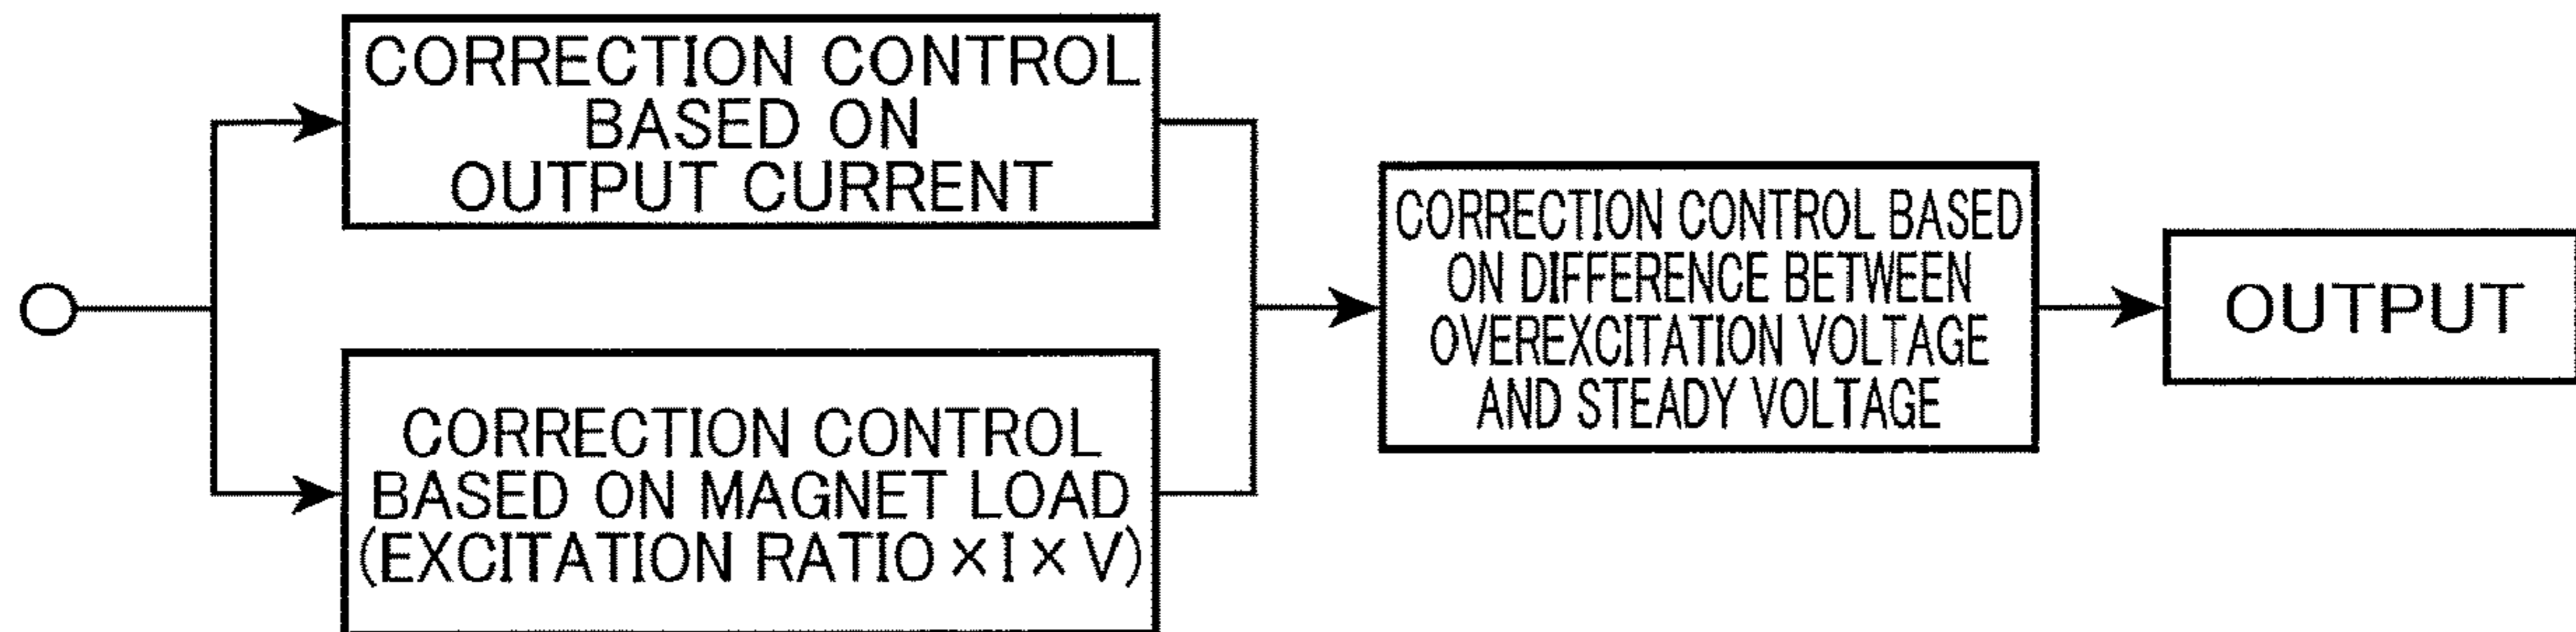 CORRECTION CONTROL
BASED ON
OUTPUT CURRENT
CORRECTION CONTROL
BASED ON MAGNET LOAD
(EXCITATION RATIO×I×V)
CORRECTION CONTROL BASED
ON DIFFERENCE BETWEEN
OVEREXCITATION VOLTAGE
AND STEADY VOLTAGE
OUTPUT